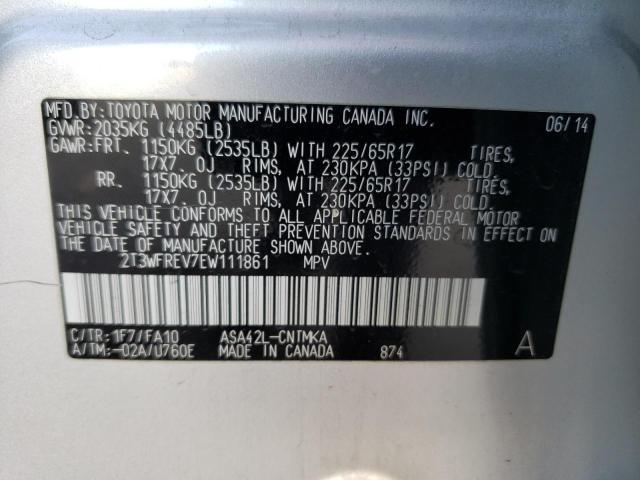 MFD. BY: TOYOTA MOTOR MANUFACTURING CANADA INC. 06/14
GVWR: 2035KG (4485LB)
GAWR: FRT. 1150KG (2535LB) WITH 225/65R17 TIRES,
17X7. 0J RIMS, AT 230KPA (33PSI) COLD.
RR. 1150KG (2535LB) WITH 225/65R17 TIRES,
17X7. 0J RIMS, AT 230KPA (33PSI) COLD.
THIS VEHICLE CONFORMS TO ALL APPLICABLE FEDERAL MOTOR
VEHICLE SAFETY AND THEFT PREVENTION STANDARDS IN EFFECT ON
THE DATE OF MANUFACTURE SHOWN ABOVE.
2T3WFREV7EW111861 MPV
C/TR: 1F7/FA10 ASA42L-CNTMKA
A/TM: -02A/U760E MADE IN CANADA 874 A